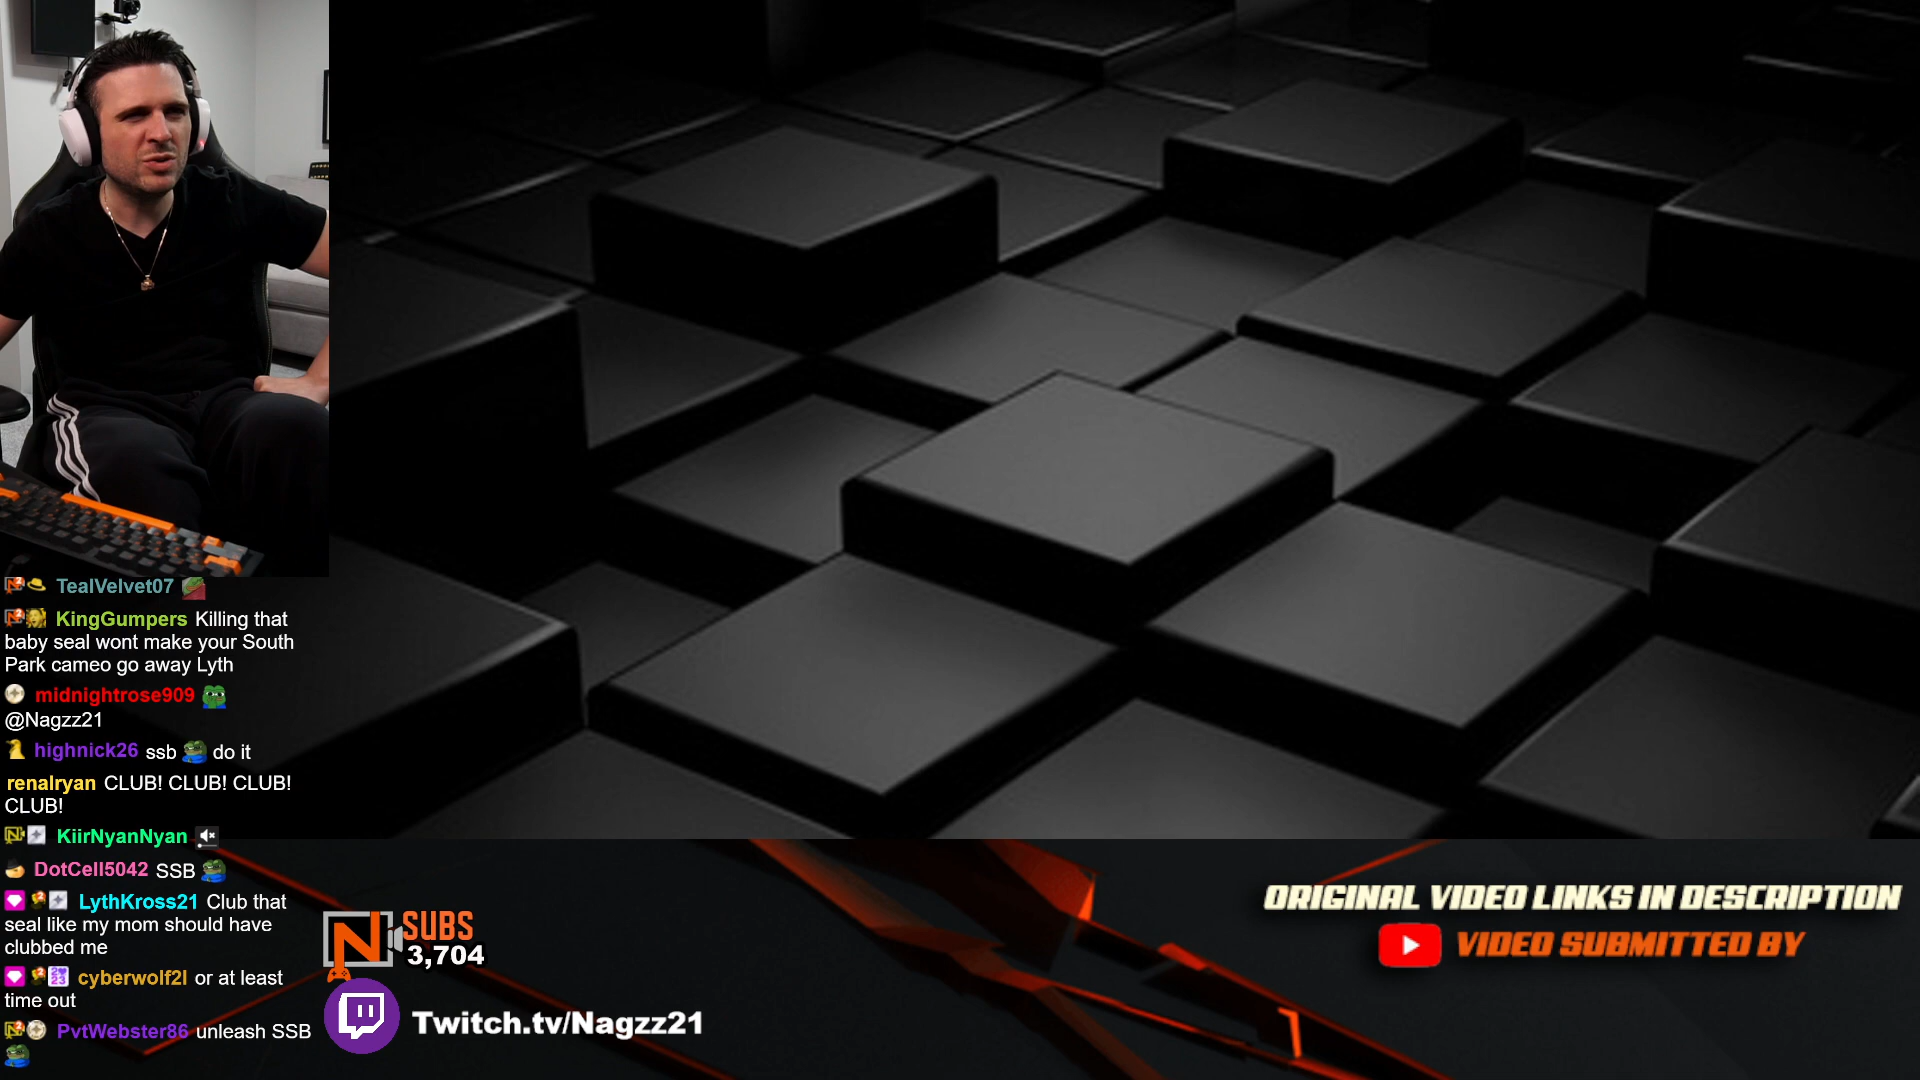 TealVelvet07
KingGumpers Killing that
baby seal wont make your South
Park cameo go away Lyth
midnightrose909
@Nagzz21
highnick26 ssb do it
renalryan CLUB! CLUB! CLUB!
CLUB!
KiirNyanNyan
DotCell5042 SSB
LythKross21 Club that
seal like my mom should have
clubbed me
cyberwolf2l or at least
time out
PvtWebster86 unleash SSB
N SUBS
3,704
Twitch.tv/Nagzz21
ORIGINAL VIDEO LINKS IN DESCRIPTION
VIDEO SUBMITTED BY